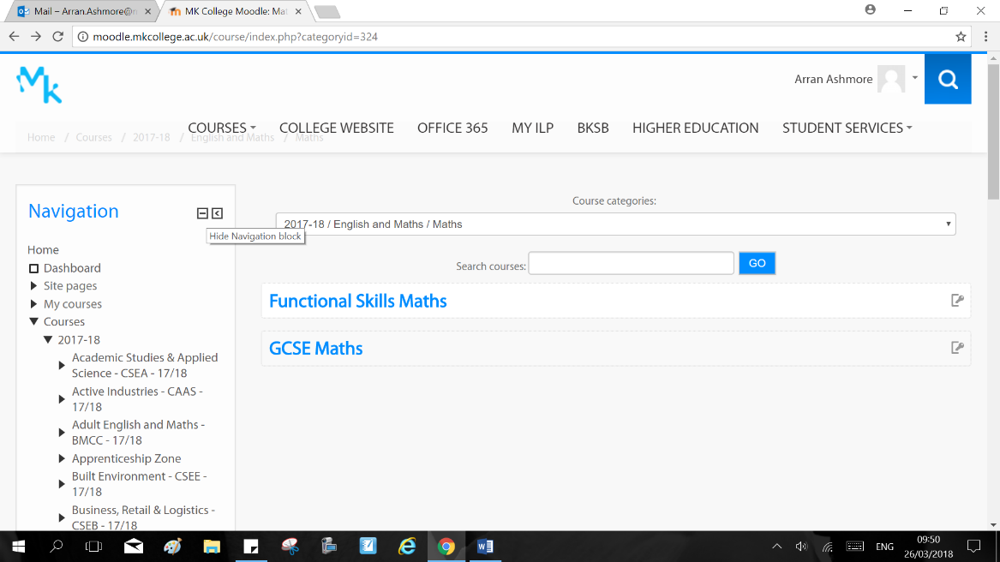 Mail – Arran.Ashmore@n
MK College Moodle: Mat
moodle.mkcollege.ac.uk/course/index.php?categoryid=324
Mk
Arran Ashmore
COURSES COLLEGE WEBSITE OFFICE 365 MY ILP BKSB HIGHER EDUCATION STUDENT SERVICES
Home / Courses / 2017-18 / English and Maths / Maths
Navigation
Hide Navigation block
Home
Dashboard
Site pages
My courses
Courses
2017-18
Academic Studies & Applied
Science - CSEA - 17/18
Active Industries - CAAS -
17/18
Adult English and Maths -
BMCC - 17/18
Apprenticeship Zone
Built Environment - CSEE -
17/18
Business, Retail & Logistics -
CSEB - 17/18
Course categories:
2017-18 / English and Maths / Maths
Search courses: GO
Functional Skills Maths
GCSE Maths
ENG
09:50
26/03/2018